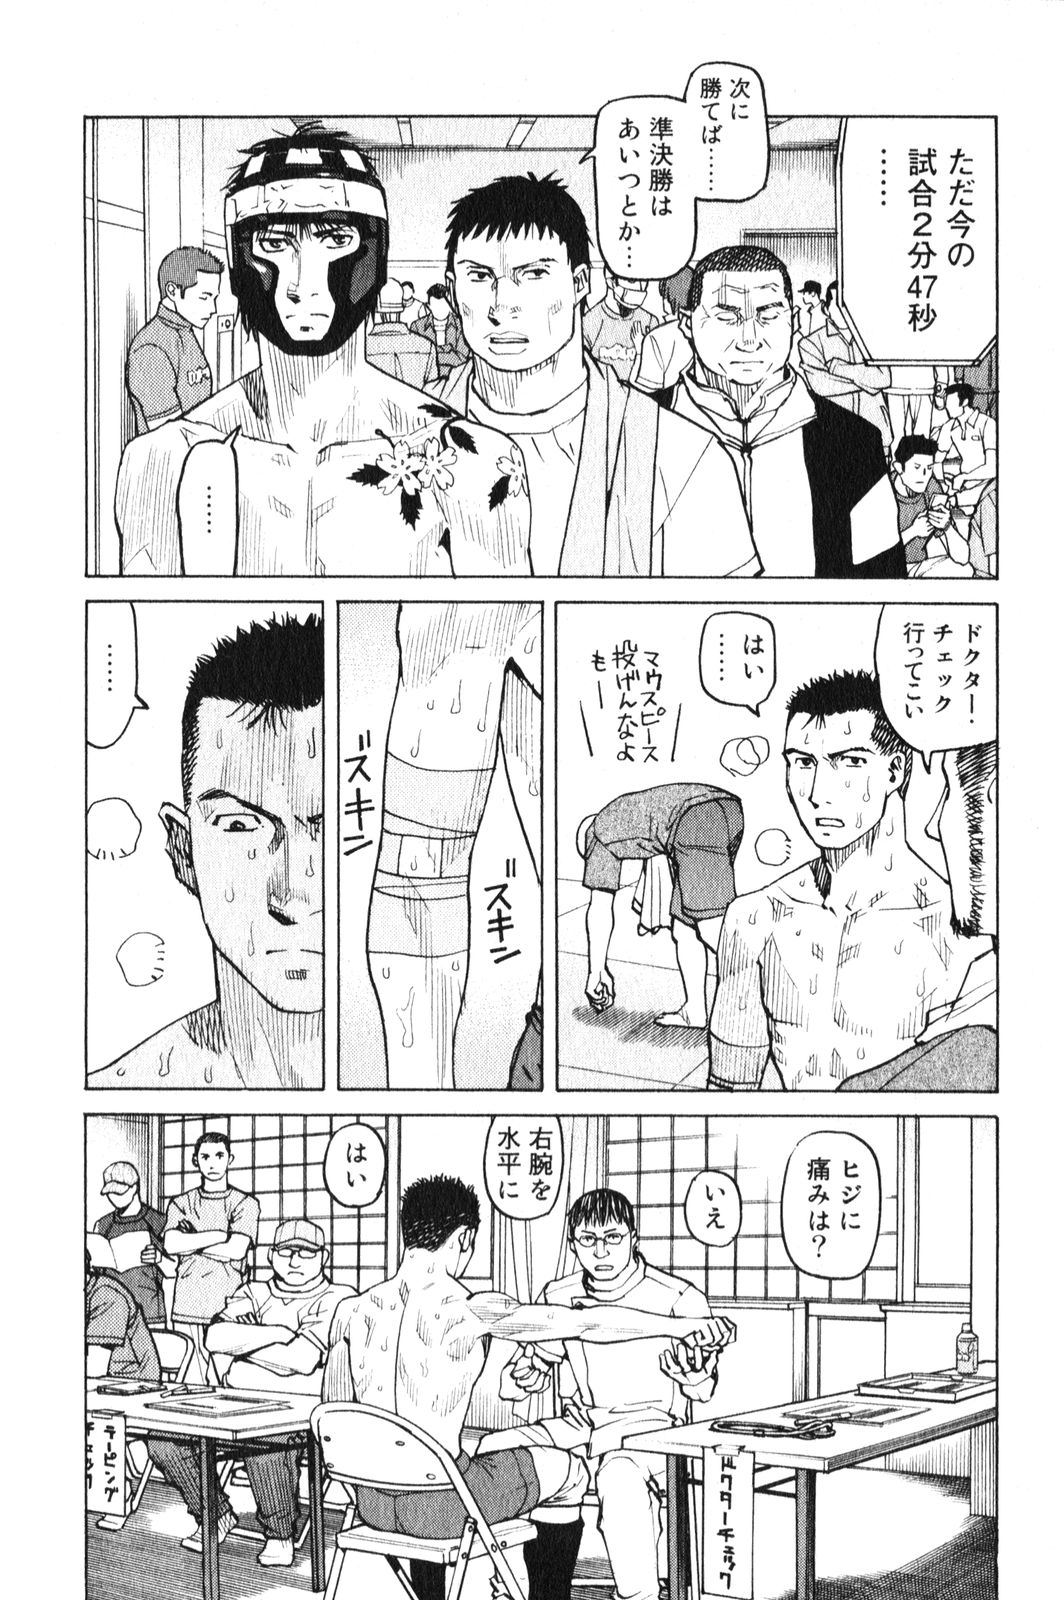 ただ今の
試合2分47秒
……
次に
勝てば……
準決勝は
あいつとか…
……
ドクター・
チェック
行ってこい
はい
……
マウスピース
投げんなよ
もー
ズキン
ズキン
……
ヒジに
痛みは?
いいえ
右腕を
水平に
はい
テーピング
チェック
ドクターチェック